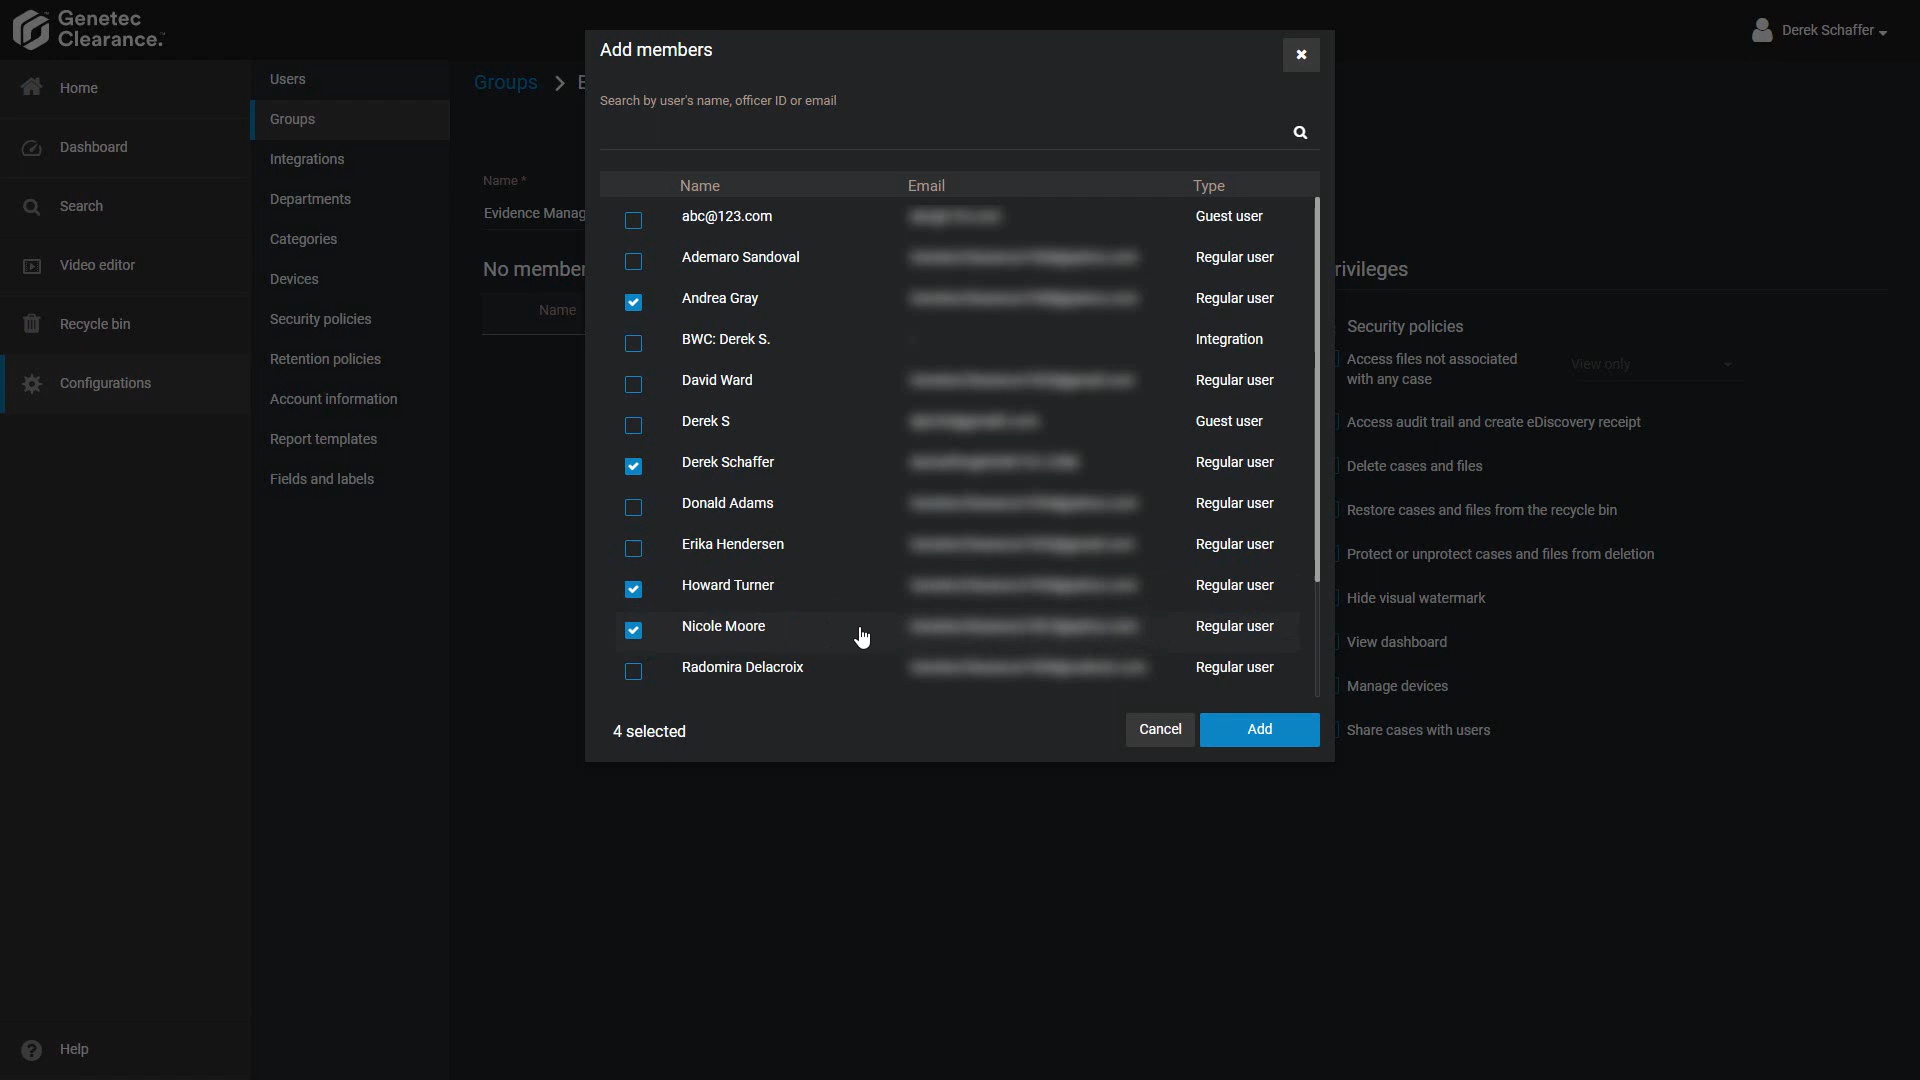 Genetec
Clearance.
Derek Schaffer
Home
Dashboard
Search
Video editor
Recycle bin
Configurations
Help
Users
Groups
Integrations
Departments
Categories
Devices
Security policies
Retention policies
Account information
Report templates
Fields and labels
Groups > E
Name *
Evidence Manag
No member
Name
Add members
Search by user's name, officer ID or email
Name Email Type
abc@123.com Guest user
Ademaro Sandoval Regular user
Andrea Gray Regular user
BWC: Derek S. Integration
David Ward Regular user
Derek S Guest user
Derek Schaffer Regular user
Donald Adams Regular user
Erika Hendersen Regular user
Howard Turner Regular user
Nicole Moore Regular user
Radomira Delacroix Regular user
4 selected
Cancel
Add
rivileges
Security policies
Access files not associated
with any case
View only
Access audit trail and create eDiscovery receipt
Delete cases and files
Restore cases and files from the recycle bin
Protect or unprotect cases and files from deletion
Hide visual watermark
View dashboard
Manage devices
Share cases with users